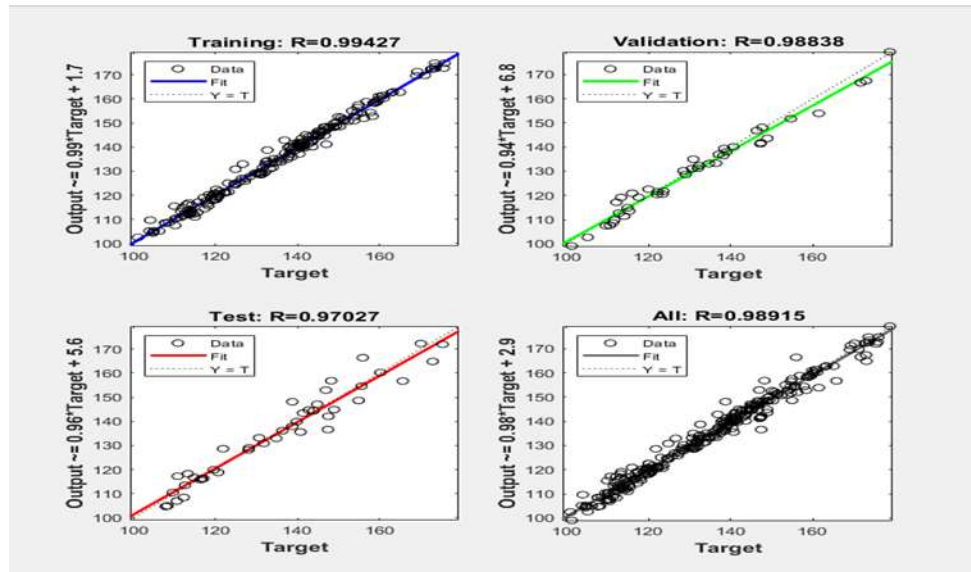 Training: R=0.99427
Output ~= 0.99*Target + 1.7
170
160
150
140
130
120
110
100
Data
Fit
Y = T
100 120 140 160
Target
Validation: R=0.98838
Output ~= 0.94*Target + 6.8
170
160
150
140
130
120
110
100
Data
Fit
Y = T
100 120 140 160
Target
Test: R=0.97027
Output ~= 0.96*Target + 5.6
170
160
150
140
130
120
110
100
Data
Fit
Y = T
100 120 140 160
Target
All: R=0.98915
Output ~= 0.98*Target + 2.9
170
160
150
140
130
120
110
100
Data
Fit
Y = T
100 120 140 160
Target